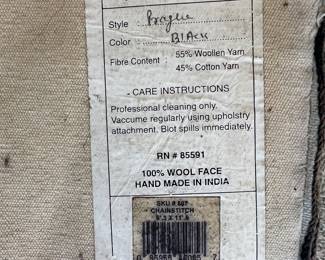 Style : Prague
Color : BLACK
Fibre Content : 55% Woollen Yarn
45% Cotton Yarn
- CARE INSTRUCTIONS
Professional cleaning only.
Vaccume regularly using upholstry
attachment. Blot spills immediately.
RN # 85591
100% WOOL FACE
HAND MADE IN INDIA
CHAINSTITCH